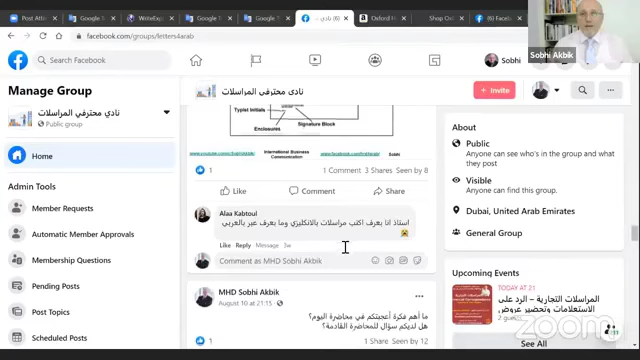 Post Attend
Google S
WriteExp
Google T
Google T
(6) نادي
Oxford N
Shop Ox
(6) Faceb
facebook.com/groups/letters4arab
Search Facebook
Sobhi
Manage Group
نادي محترفي المراسلات
Public group
Home
Admin Tools
Member Requests
Automatic Member Approvals
Membership Questions
Pending Posts
Post Topics
Scheduled Posts
نادي محترفي المراسلات
+ Invite
Typist Initials
Enclosures
Signature Block
International Business
Communication
Sobhi
1
1 Comment 3 Shares Seen by 8
Like
Comment
Share
Alaa Kabtoul
استاذ انا بعرف اكتب مراسلات بالانكليزي وما بعرف عبر بالعربي
Like · Reply Message 3w
Comment as MHD Sobhi Akbik
MHD Sobhi Akbik
August 10 at 21:15
ما أهم فكرة أعجبتكم في محاضرة اليوم؟
هل لديكم سؤال للمحاضرة القادمة؟
1
1 Share Seen by 12
About
Public
Anyone can see who's in the group and what
they post
Visible
Anyone can find this group.
Dubai, United Arab Emirates
General Group
Upcoming Events
TODAY AT 21
المراسلات التجارية - الرد على
الاستعلامات وتحضير عروض
2 guests
See All
Sobhi Akbik
zoom